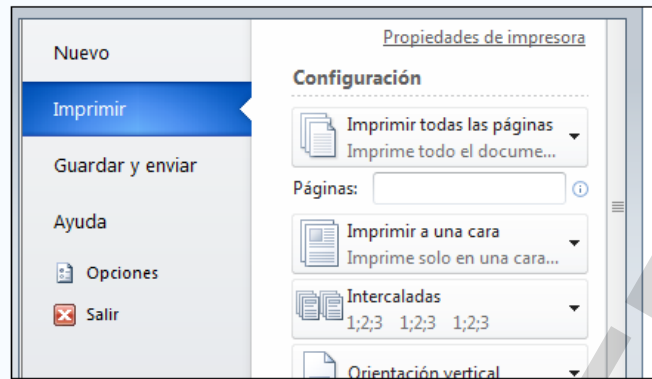 Nuevo
Imprimir
Guardar y enviar
Ayuda
Opciones
Salir
Propiedades de impresora
Configuración
Imprimir todas las páginas
Imprime todo el docume...
Páginas:
Imprimir a una cara
Imprime solo en una cara...
Intercaladas
1;2;3 1;2;3 1;2;3
Orientación vertical